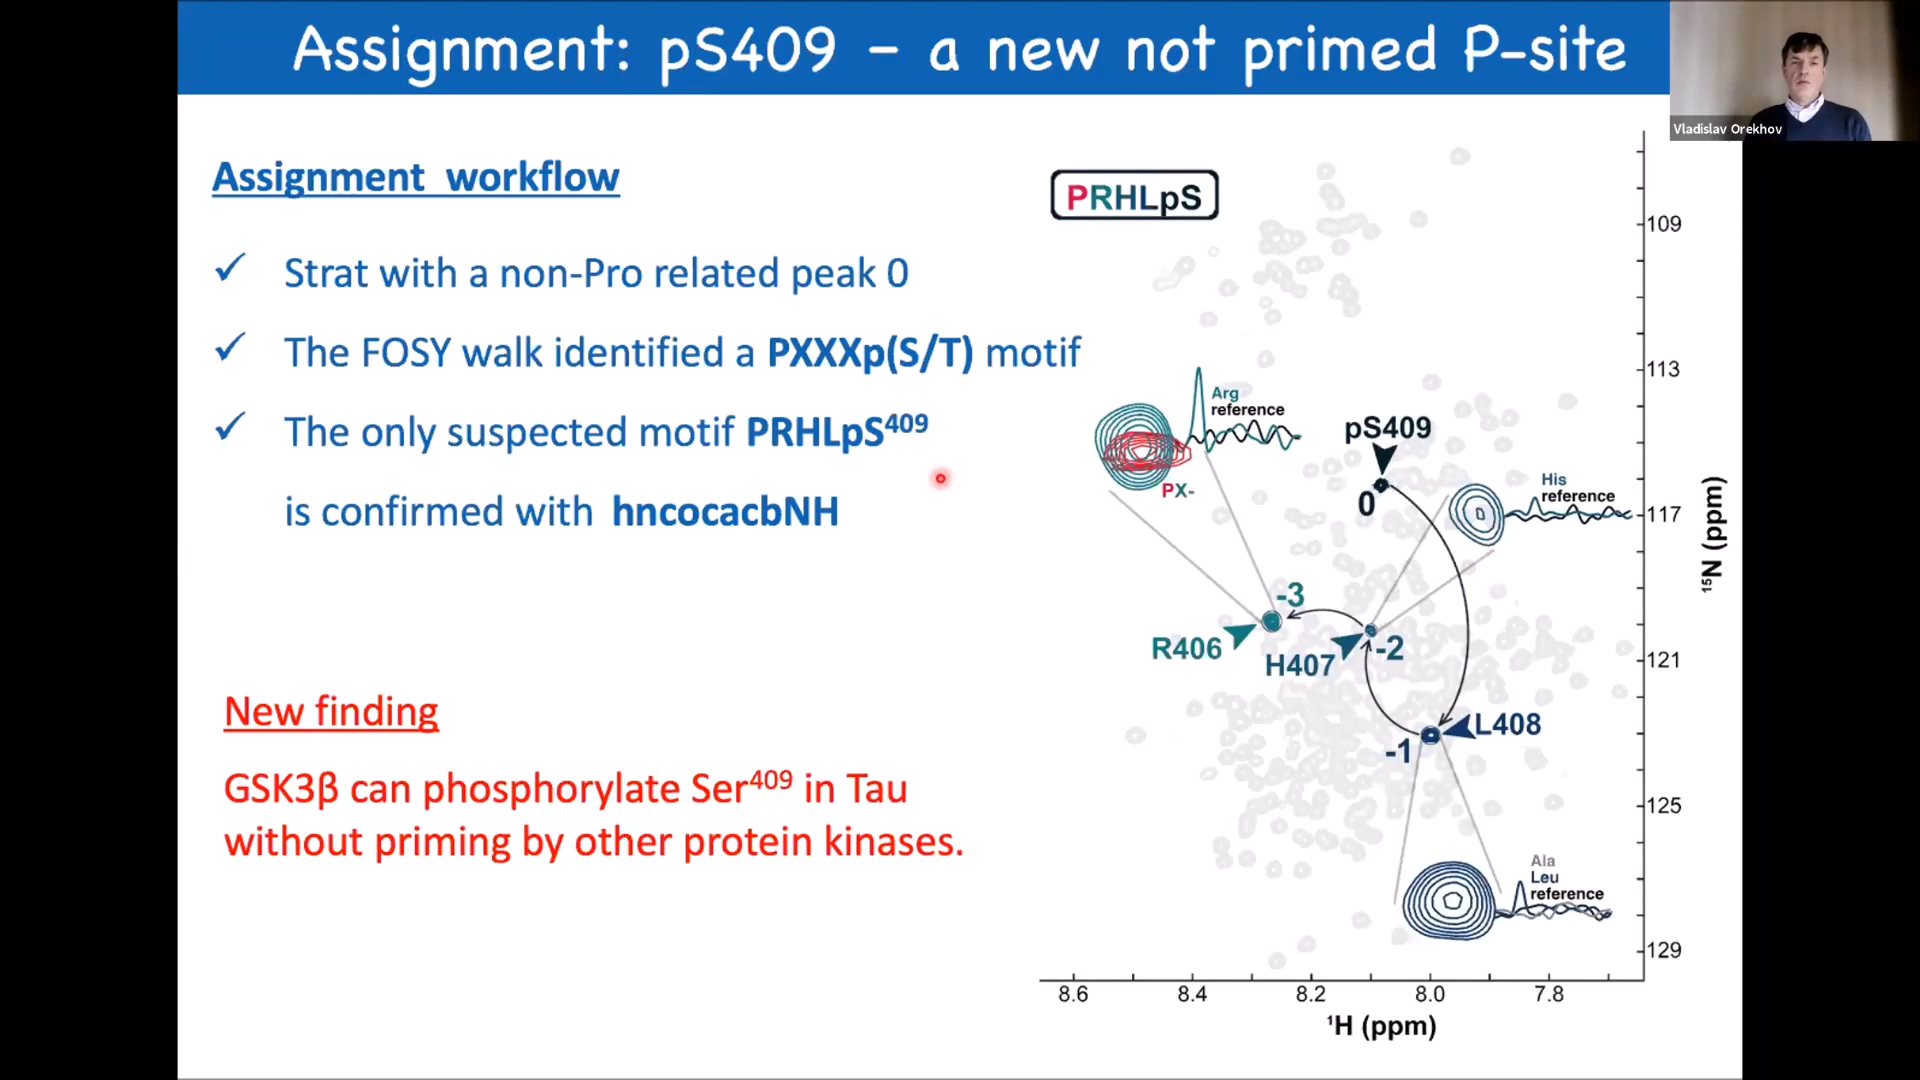 Assignment: pS409 – a new not primed P-site
Vladislav Orekhov
Assignment workflow
✓ Strat with a non-Pro related peak 0
✓ The FOSY walk identified a PXXXp(S/T) motif
✓ The only suspected motif PRHLpS⁴⁰⁹
is confirmed with hncocacbNH
New finding
GSK3β can phosphorylate Ser⁴⁰⁹ in Tau
without priming by other protein kinases.
PRHLpS
Arg
reference
PX-
pS409
0
His
reference
-3
R406
H407
-2
L408
-1
Ala
Leu
reference
109
113
117
121
125
129
¹⁵N (ppm)
8.6 8.4 8.2 8.0 7.8
¹H (ppm)